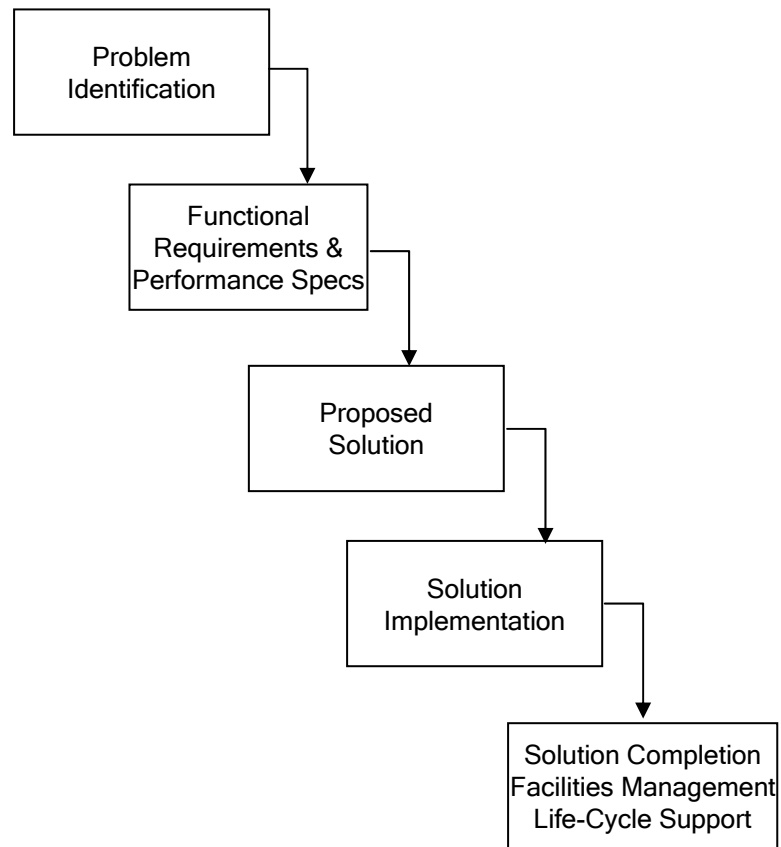 Problem
Identification
Functional
Requirements &
Performance Specs
Proposed
Solution
Solution
Implementation
Solution Completion
Facilities Management
Life-Cycle Support